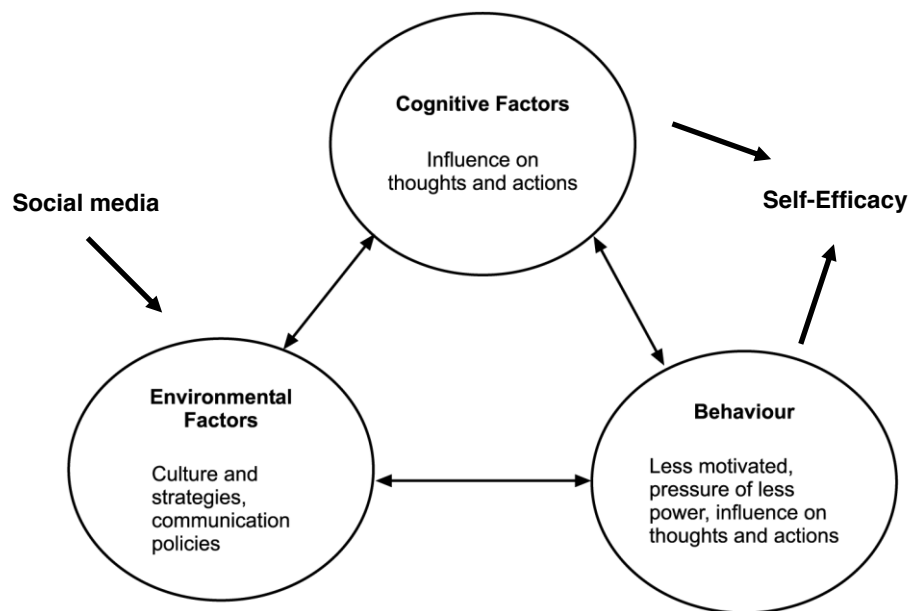 Cognitive Factors
Influence on
thoughts and actions
Social media
Self-Efficacy
Environmental
Factors
Culture and
strategies,
communication
policies
Behaviour
Less motivated,
pressure of less
power, influence on
thoughts and actions